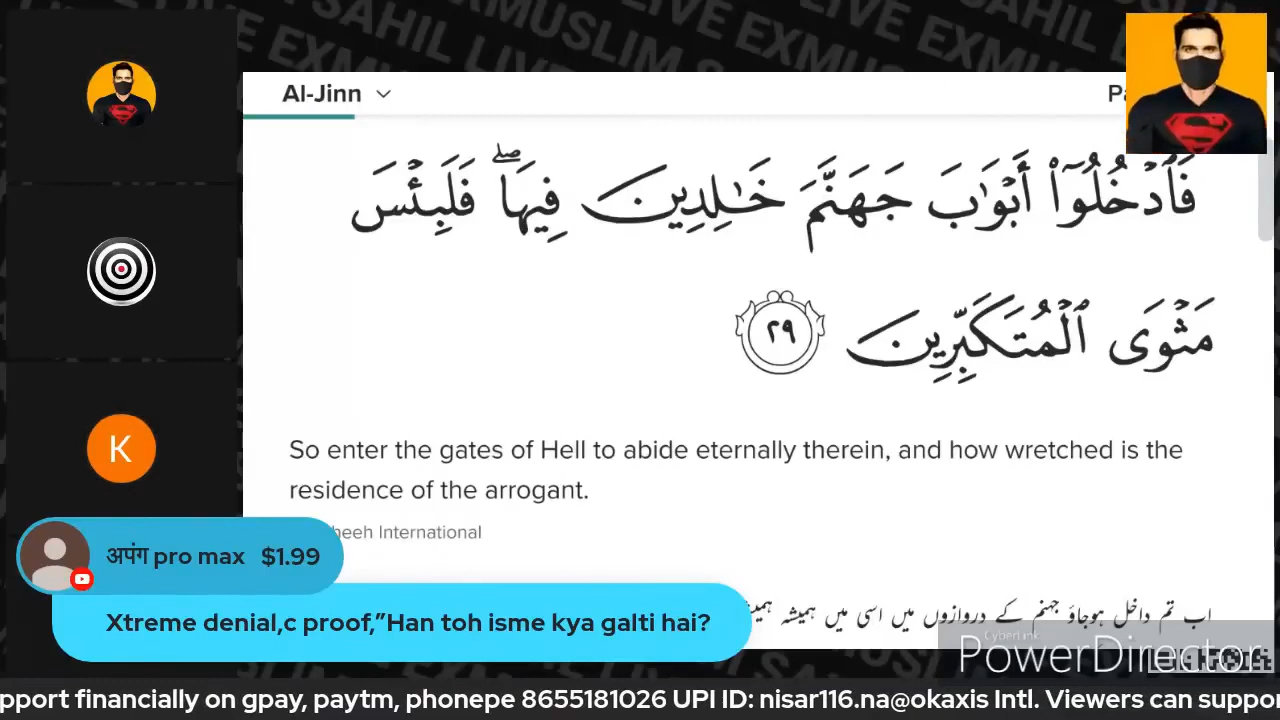 Al-Jinn
فَٱدۡخُلُوٓاْ أَبۡوَٰبَ جَهَنَّمَ خَٰلِدِينَ فِيهَاۖ فَلَبِئۡسَ
مَثۡوَى ٱلۡمُتَكَبِّرِينَ ٢٩
So enter the gates of Hell to abide eternally therein, and how wretched is the
residence of the arrogant.
International
K
अपंग pro max $1.99
Xtreme denial,c proof,”Han toh isme kya galti hai?
اب تم داخل ہوجاؤ جہنم کے دروازوں میں اسی میں ہمیشہ
CyberLink
PowerDirector
pport financially on gpay, paytm, phonepe 8655181026 UPI ID: nisar116.na@okaxis Intl. Viewers can suppo